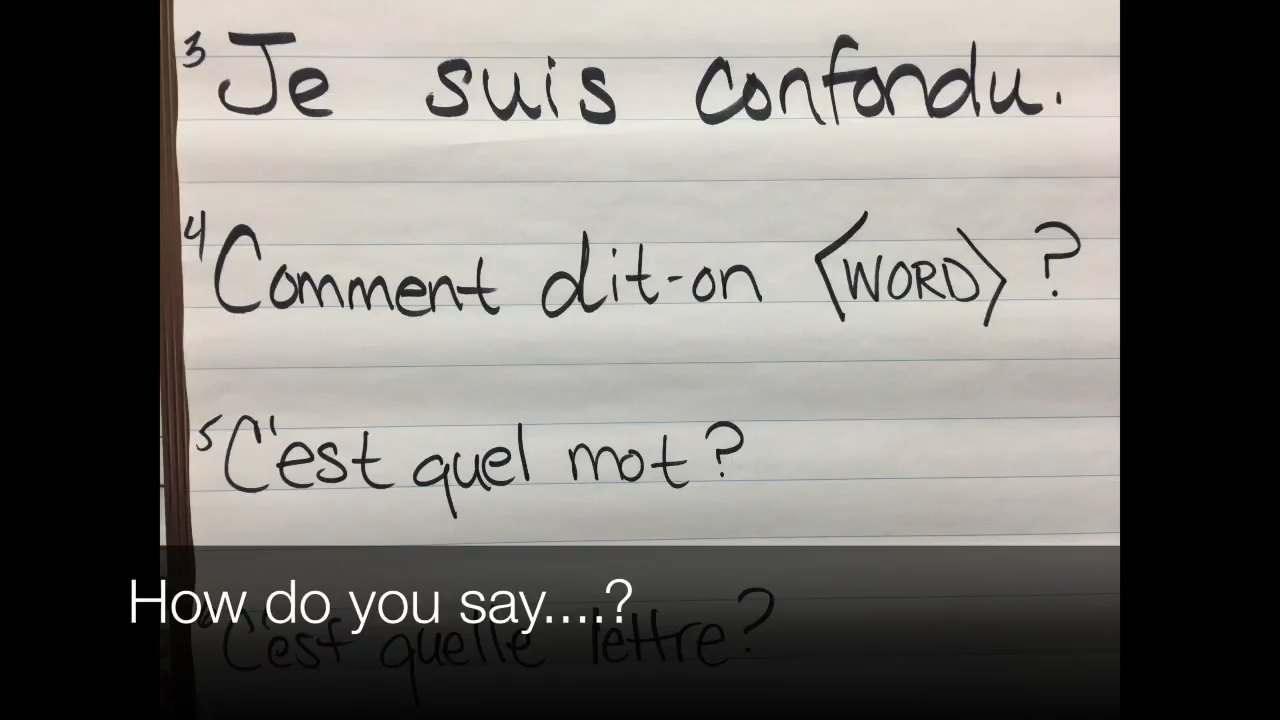 3 Je suis confondu.
4 Comment dit-on <WORD>?
5 C'est quel mot?
How do you say....?
6 C'est quelle lettre?